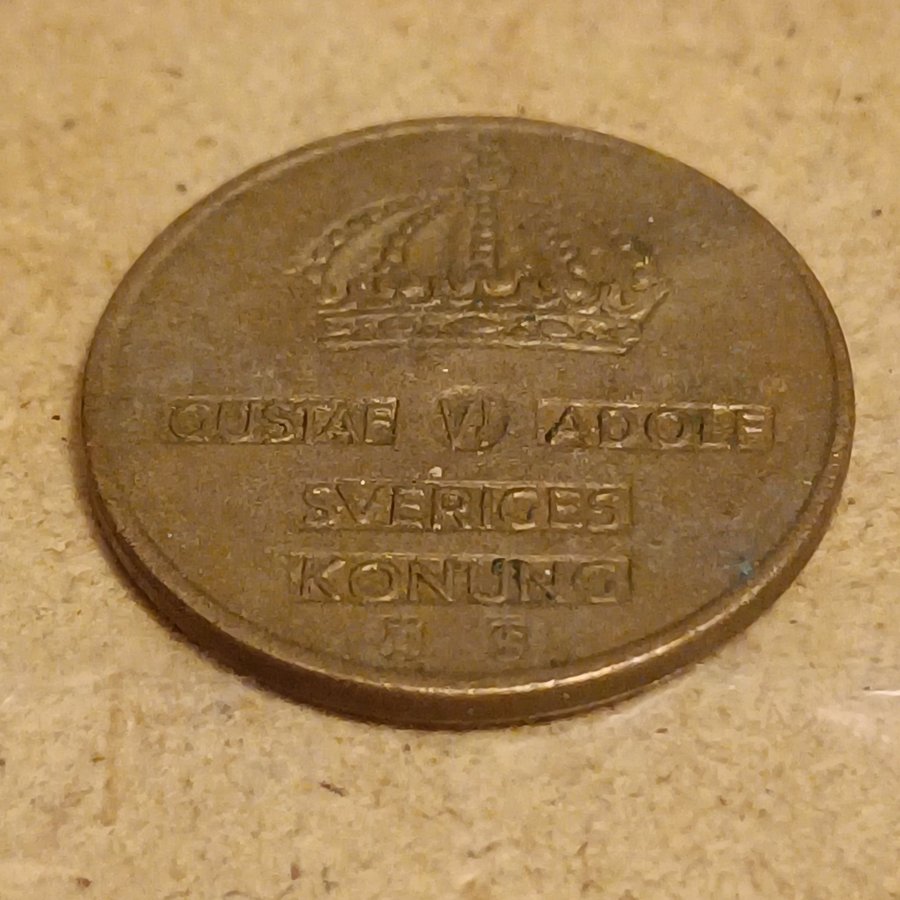 GUSTAF VI ADOLF
SVERIGES
KONUNG
T S